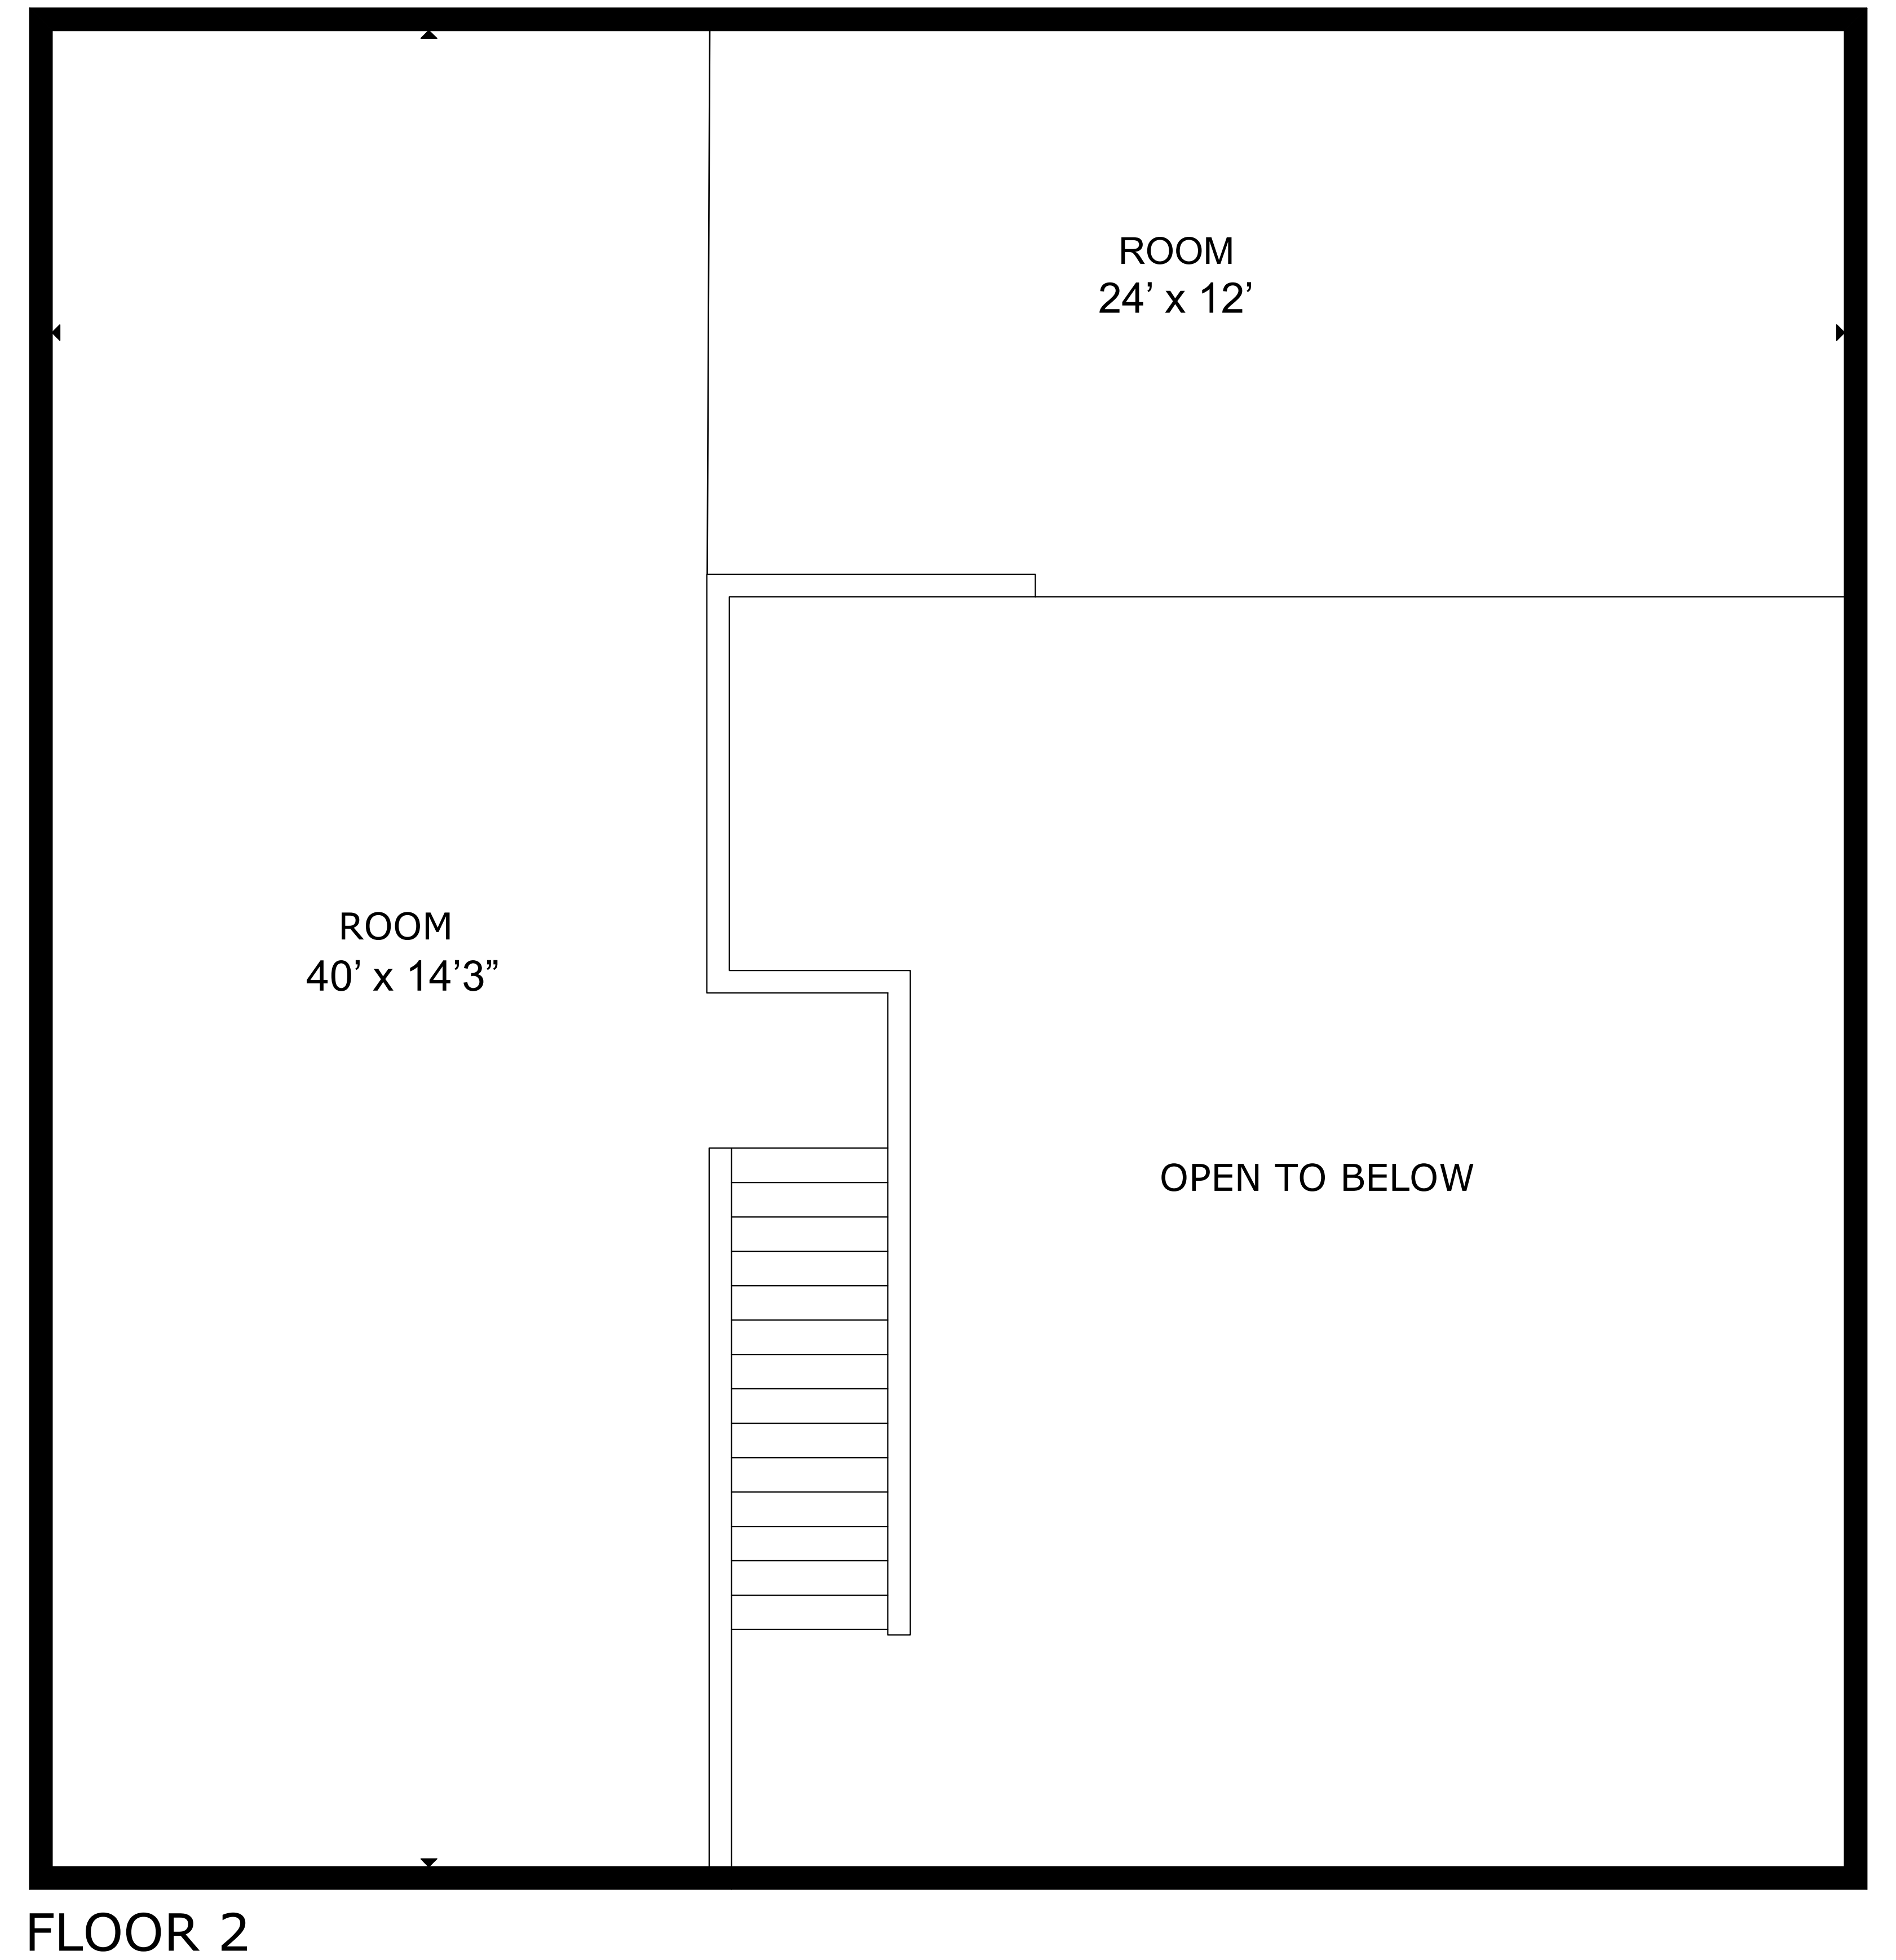 ROOM
24’ x 12’
ROOM
40’ x 14’3”
OPEN TO BELOW
FLOOR 2